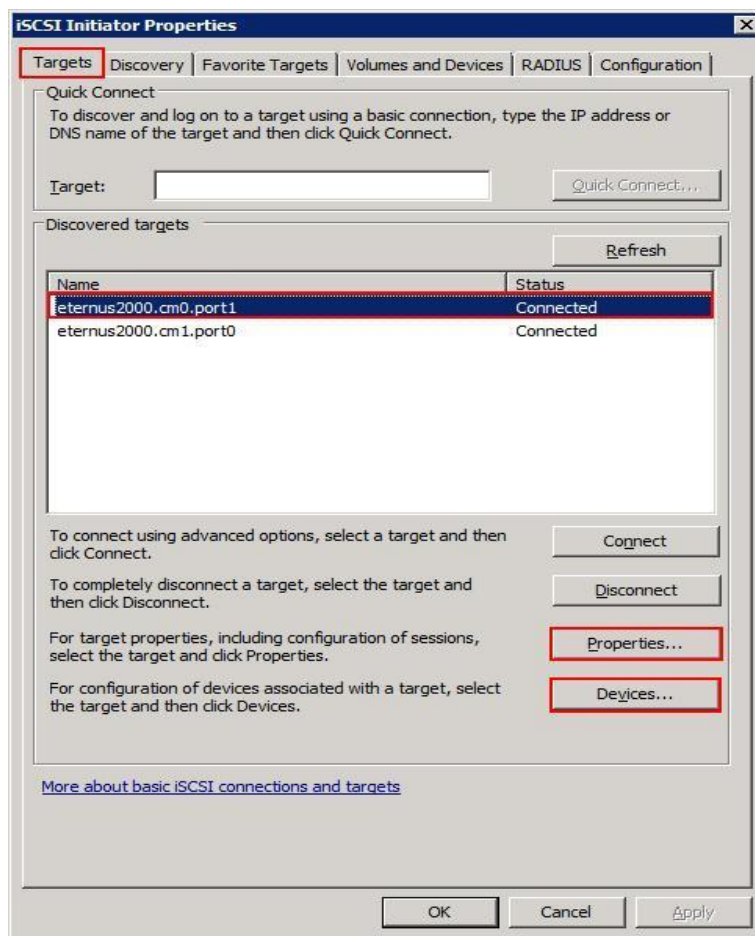 iSCSI Initiator Properties
Targets Discovery Favorite Targets Volumes and Devices RADIUS Configuration
Quick Connect
To discover and log on to a target using a basic connection, type the IP address or
DNS name of the target and then click Quick Connect.
Target: Quick Connect...
Discovered targets
Refresh
Name Status
eternus2000.cm0.port1 Connected
eternus2000.cm1.port0 Connected
To connect using advanced options, select a target and then
click Connect.
Connect
To completely disconnect a target, select the target and
then click Disconnect.
Disconnect
For target properties, including configuration of sessions,
select the target and click Properties.
Properties...
For configuration of devices associated with a target, select
the target and then click Devices.
Devices...
More about basic iSCSI connections and targets
OK Cancel Apply